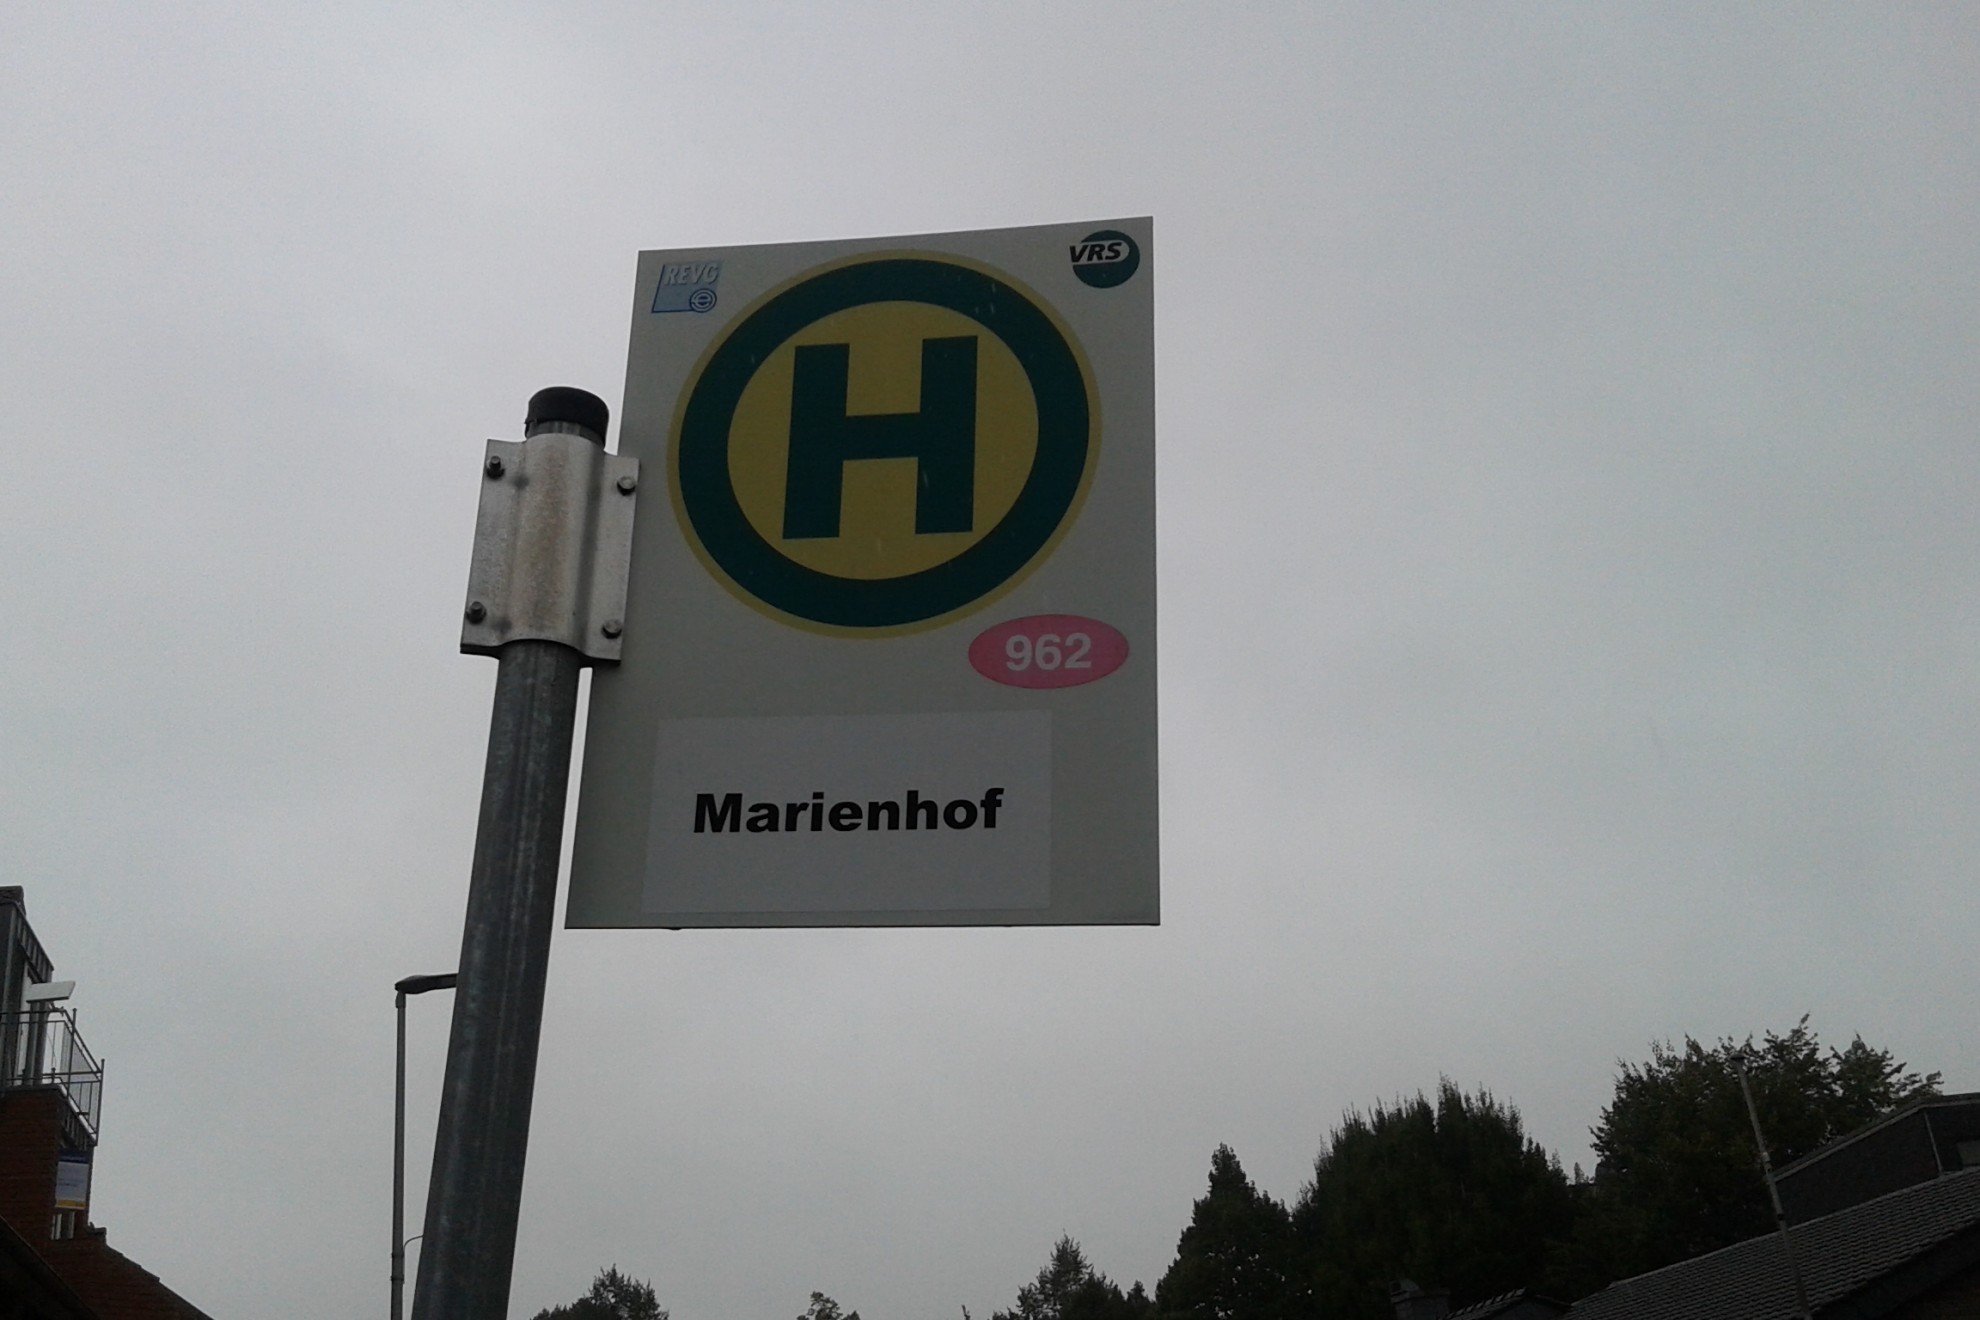 REVG
VRS
H
962
Marienhof